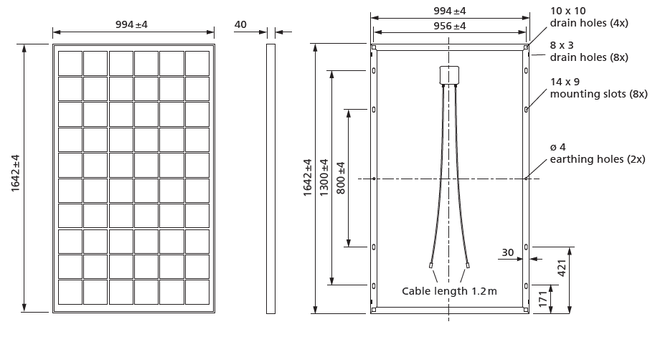 994±4
40
1642±4
994±4
956±4
1642±4
1300±4
800±4
10 x 10
drain holes (4x)
8 x 3
drain holes (8x)
14 x 9
mounting slots (8x)
ø 4
earthing holes (2x)
30
421
171
Cable length 1.2 m